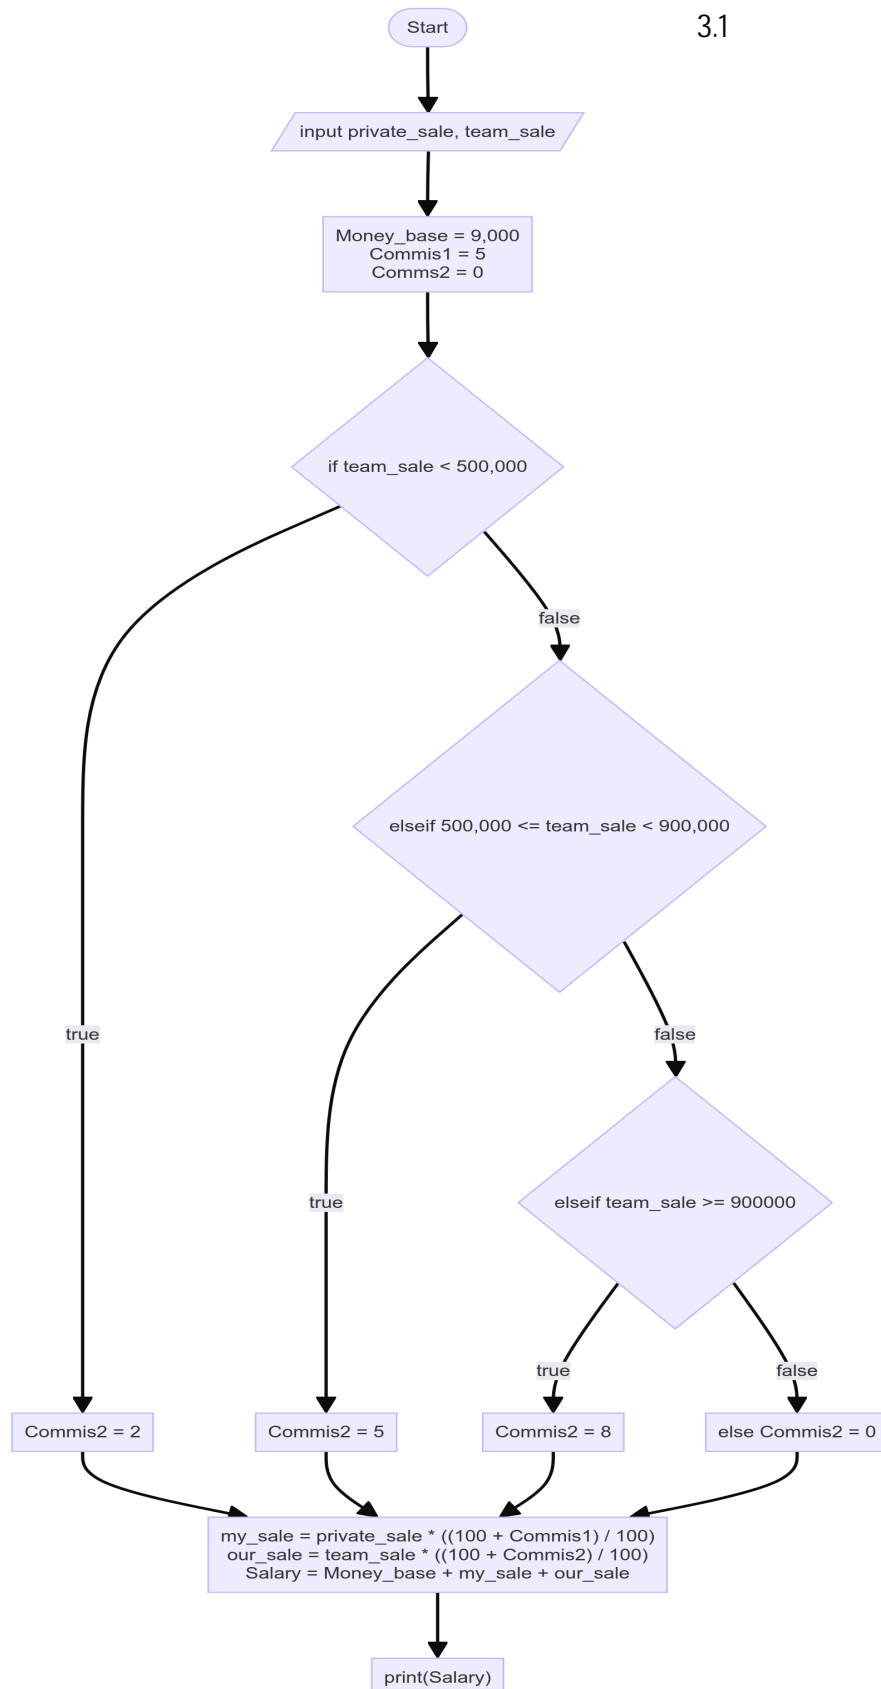 Start
3.1
input private_sale, team_sale
Money_base = 9,000
Commis1 = 5
Comms2 = 0
if team_sale < 500,000
false
elseif 500,000 <= team_sale < 900,000
true
false
true
elseif team_sale >= 900000
true
false
Commis2 = 2
Commis2 = 5
Commis2 = 8
else Commis2 = 0
my_sale = private_sale * ((100 + Commis1) / 100)
our_sale = team_sale * ((100 + Commis2) / 100)
Salary = Money_base + my_sale + our_sale
print(Salary)